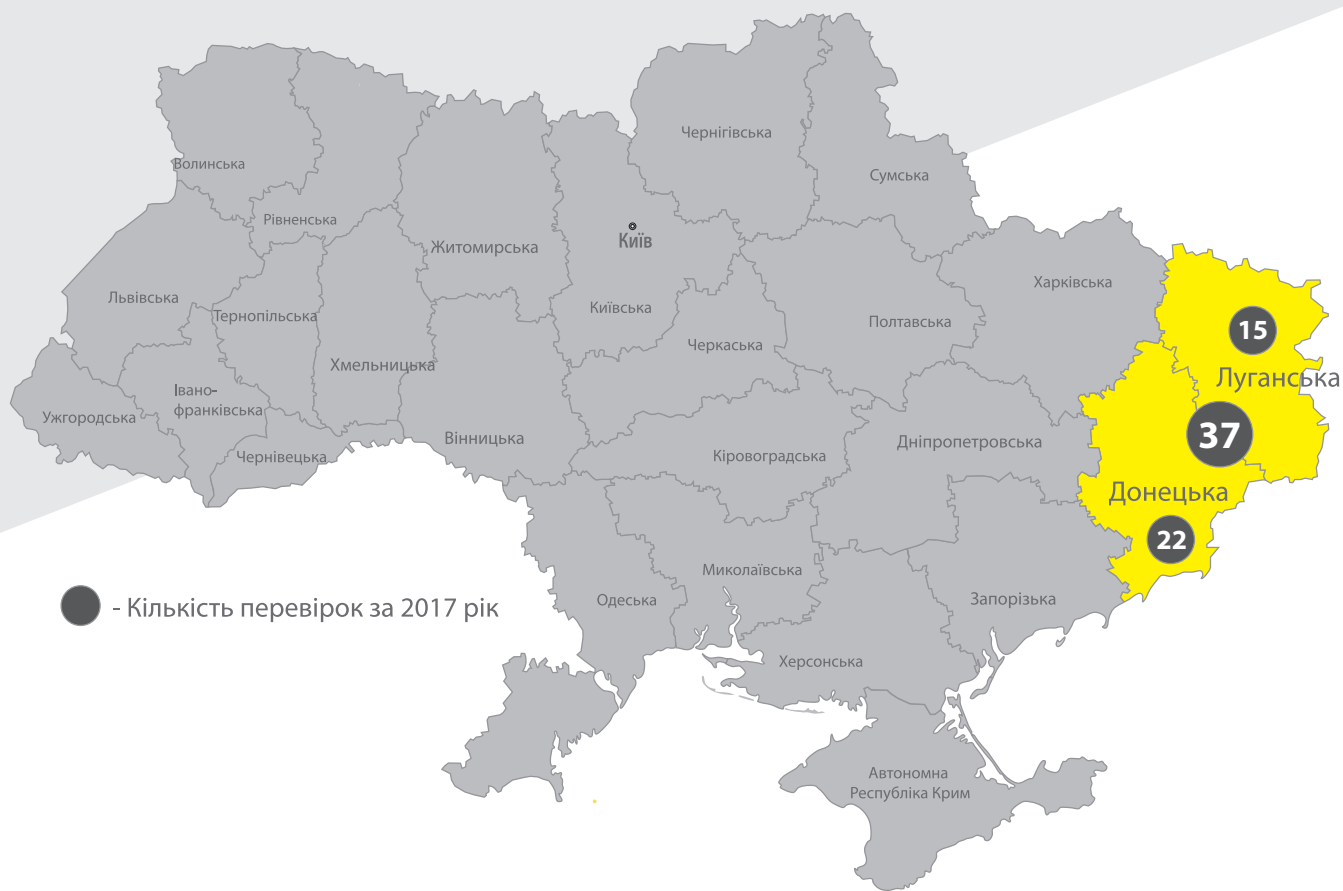 Чернігівська
Волинська
Сумська
Рівненська
Житомирська
Київ
Харківська
Львівська
Київська
Тернопільська
Полтавська
15
Черкаська
Хмельницька
Луганська
Івано-
франківська
Ужгородська
37
Вінницька
Дніпропетровська
Чернівецька
Кіровоградська
Донецька
22
Миколаївська
Одеська
Запорізька
- Кількість перевірок за 2017 рік
Херсонська
Автономна
Республіка Крим